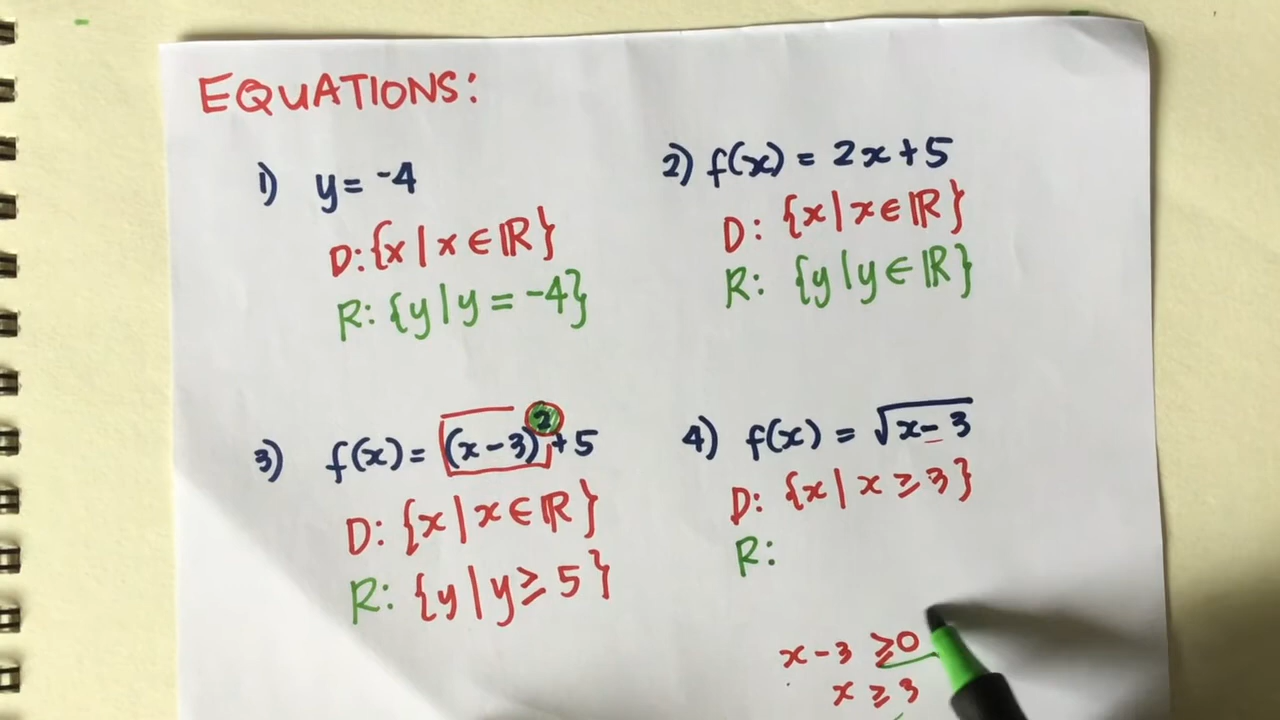 EQUATIONS:
1) y = -4
D: {x | x ∈ ℝ}
R: {y | y = -4}
2) f(x) = 2x + 5
D: {x | x ∈ ℝ}
R: {y | y ∈ ℝ}
3) f(x) = (x - 3)² + 5
D: {x | x ∈ ℝ}
R: {y | y ≥ 5}
4) f(x) = √(x - 3)
D: {x | x ≥ 3}
R:
x - 3 ≥ 0
x ≥ 3